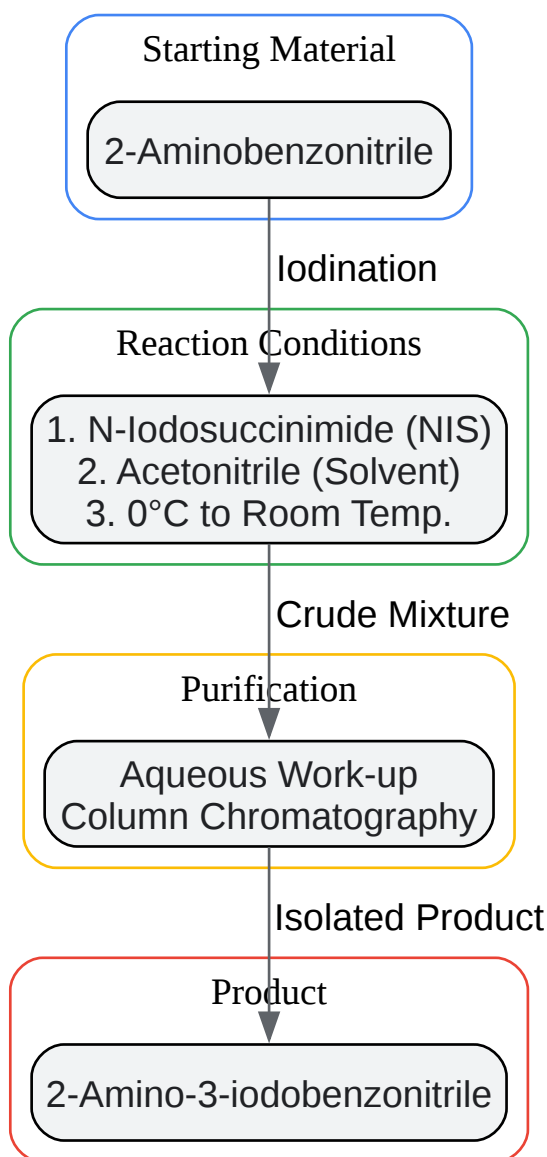 Starting Material
2-Aminobenzonitrile
Iodination
Reaction Conditions
1. N-Iodosuccinimide (NIS)
2. Acetonitrile (Solvent)
3. 0°C to Room Temp.
Crude Mixture
Purification
Aqueous Work-up
Column Chromatography
Isolated Product
Product
2-Amino-3-iodobenzonitrile